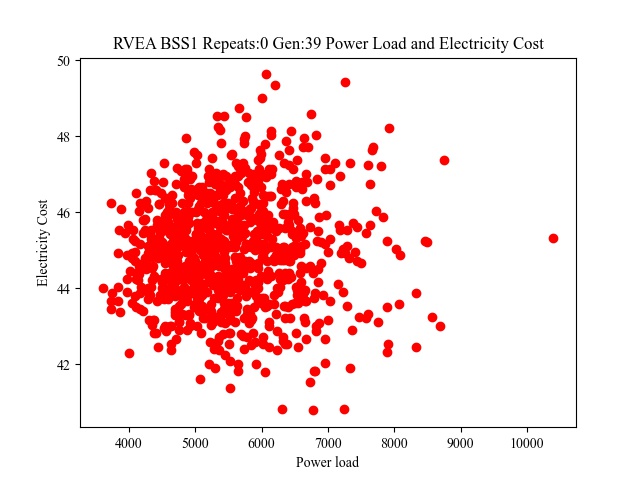 RVEA BSS1 Repeats:0 Gen:39 Power Load and Electricity Cost
50
48
46
44
42
Electricity Cost
4000 5000 6000 7000 8000 9000 10000
Power load